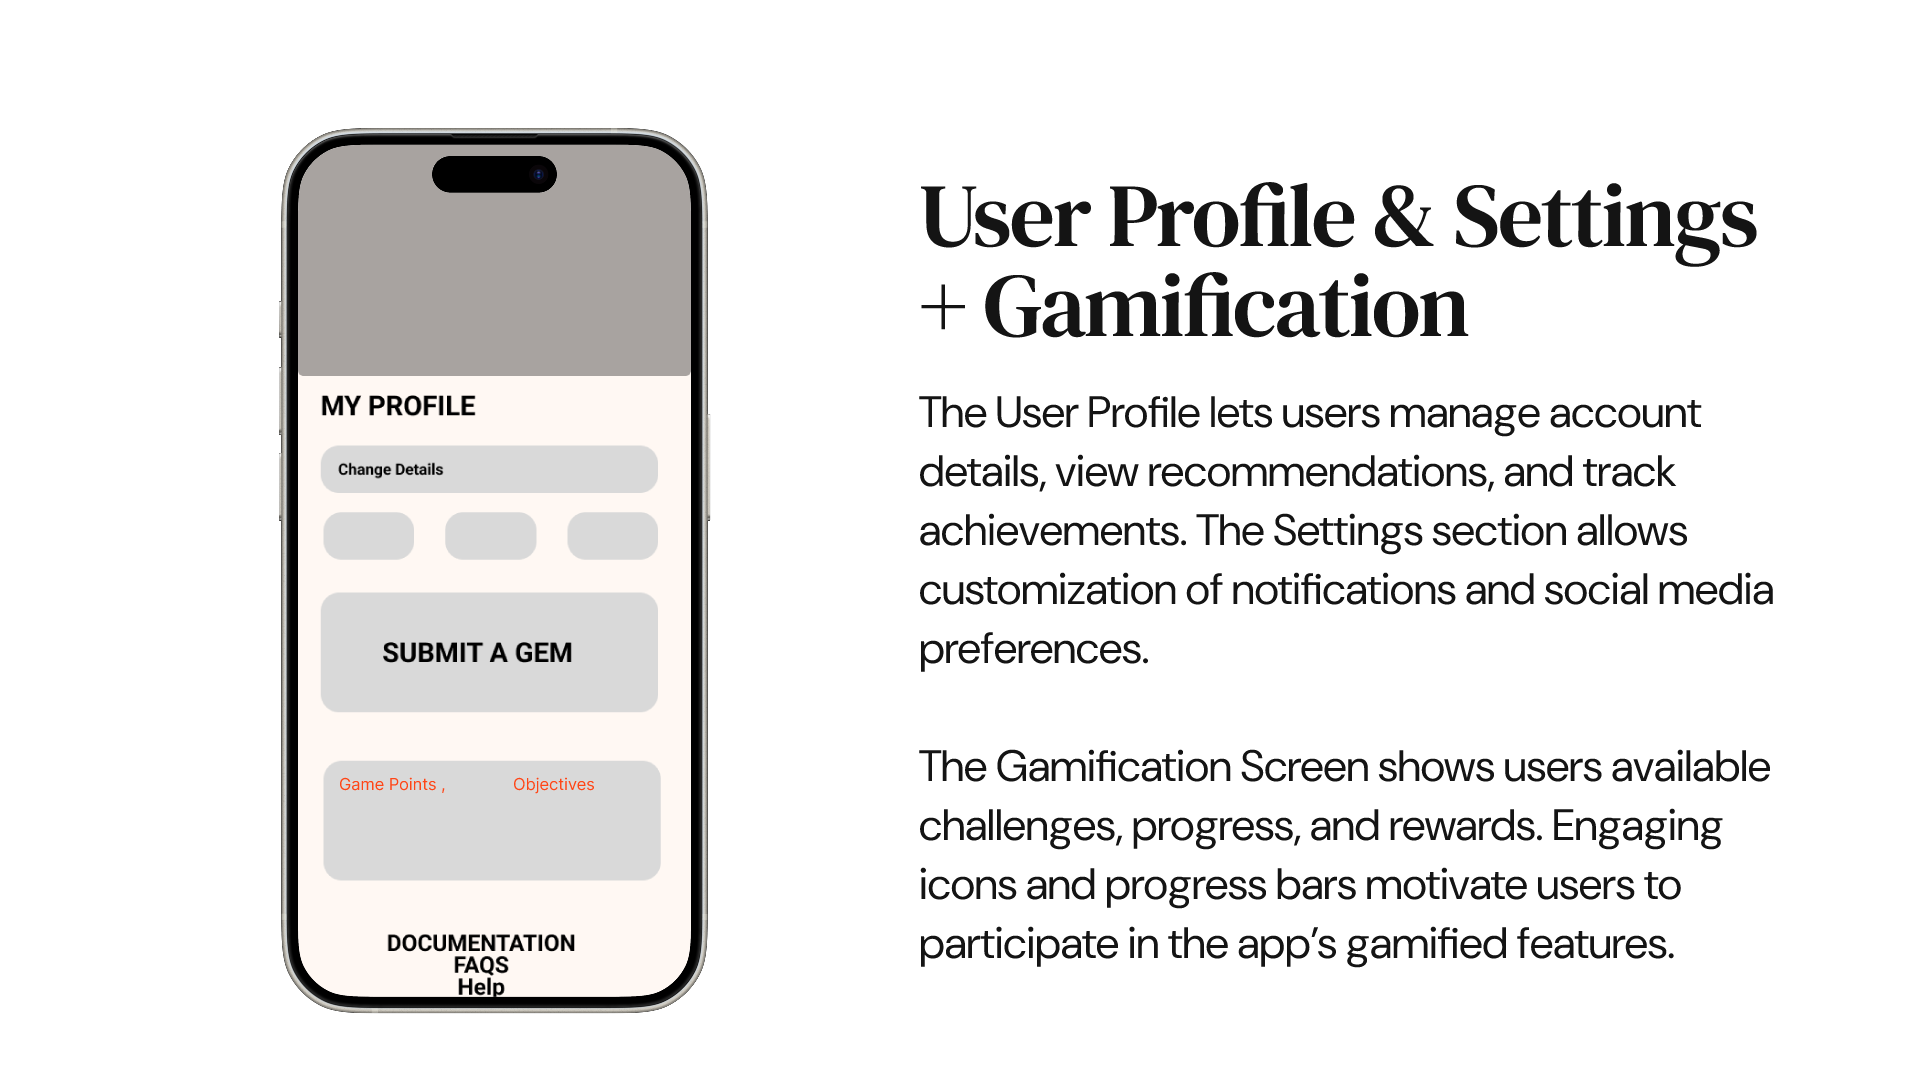 MY PROFILE
Change Details
SUBMIT A GEM
Game Points , Objectives
DOCUMENTATION
FAQS
Help
User Profile & Settings
+ Gamification
The User Profile lets users manage account
details, view recommendations, and track
achievements. The Settings section allows
customization of notifications and social media
preferences.
The Gamification Screen shows users available
challenges, progress, and rewards. Engaging
icons and progress bars motivate users to
participate in the app’s gamified features.